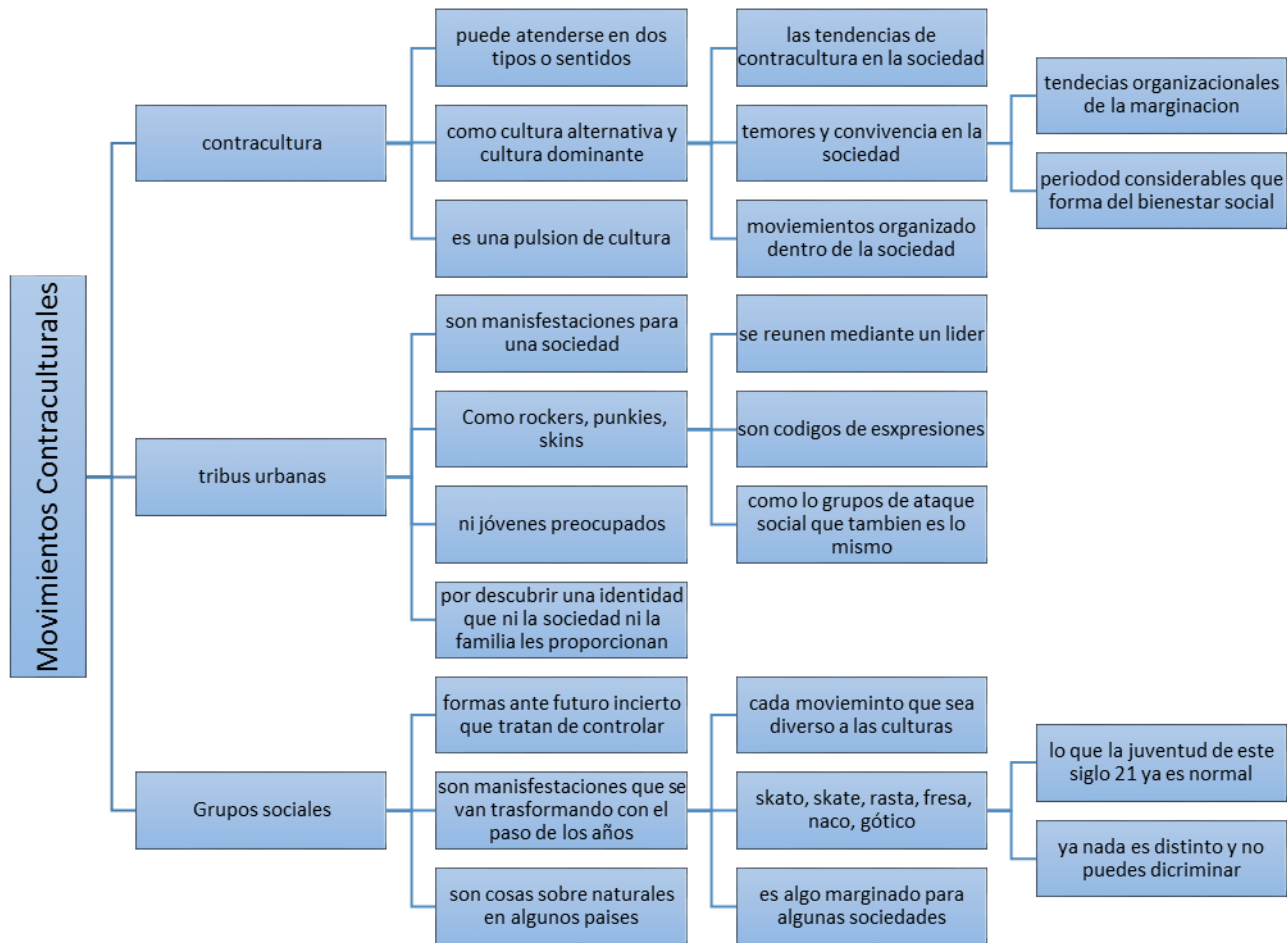 Movimientos Contraculturales
contracultura
puede atenderse en dos
tipos o sentidos
como cultura alternativa y
cultura dominante
las tendencias de
contracultura en la sociedad
temores y convivencia en la
sociedad
tendecias organizacionales
de la marginacion
periodod considerables que
forma del bienestar social
moviemientos organizado
dentro de la sociedad
es una pulsion de cultura
tribus urbanas
son manisfestaciones para
una sociedad
Como rockers, punkies,
skins
se reunen mediante un lider
son codigos de esxpresiones
como lo grupos de ataque
social que tambien es lo
mismo
ni jóvenes preocupados
por descubrir una identidad
que ni la sociedad ni la
familia les proporcionan
Grupos sociales
formas ante futuro incierto
que tratan de controlar
son manisfestaciones que se
van trasformando con el
paso de los años
cada movieminto que sea
diverso a las culturas
skato, skate, rasta, fresa,
naco, gótico
lo que la juventud de este
siglo 21 ya es normal
ya nada es distinto y no
puedes dicriminar
es algo marginado para
algunas sociedades
son cosas sobre naturales
en algunos paises